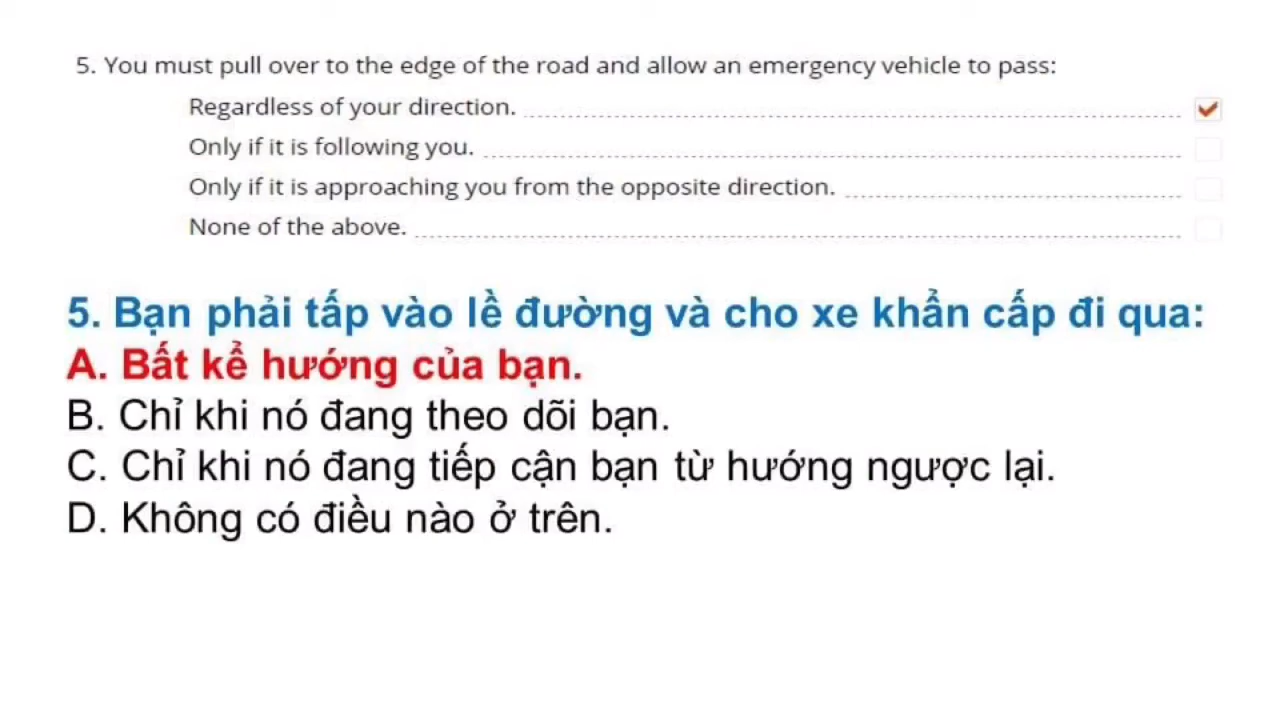 5. You must pull over to the edge of the road and allow an emergency vehicle to pass:
Regardless of your direction.
Only if it is following you.
Only if it is approaching you from the opposite direction.
None of the above.
5. Bạn phải tấp vào lề đường và cho xe khẩn cấp đi qua:
A. Bất kể hướng của bạn.
B. Chỉ khi nó đang theo dõi bạn.
C. Chỉ khi nó đang tiếp cận bạn từ hướng ngược lại.
D. Không có điều nào ở trên.